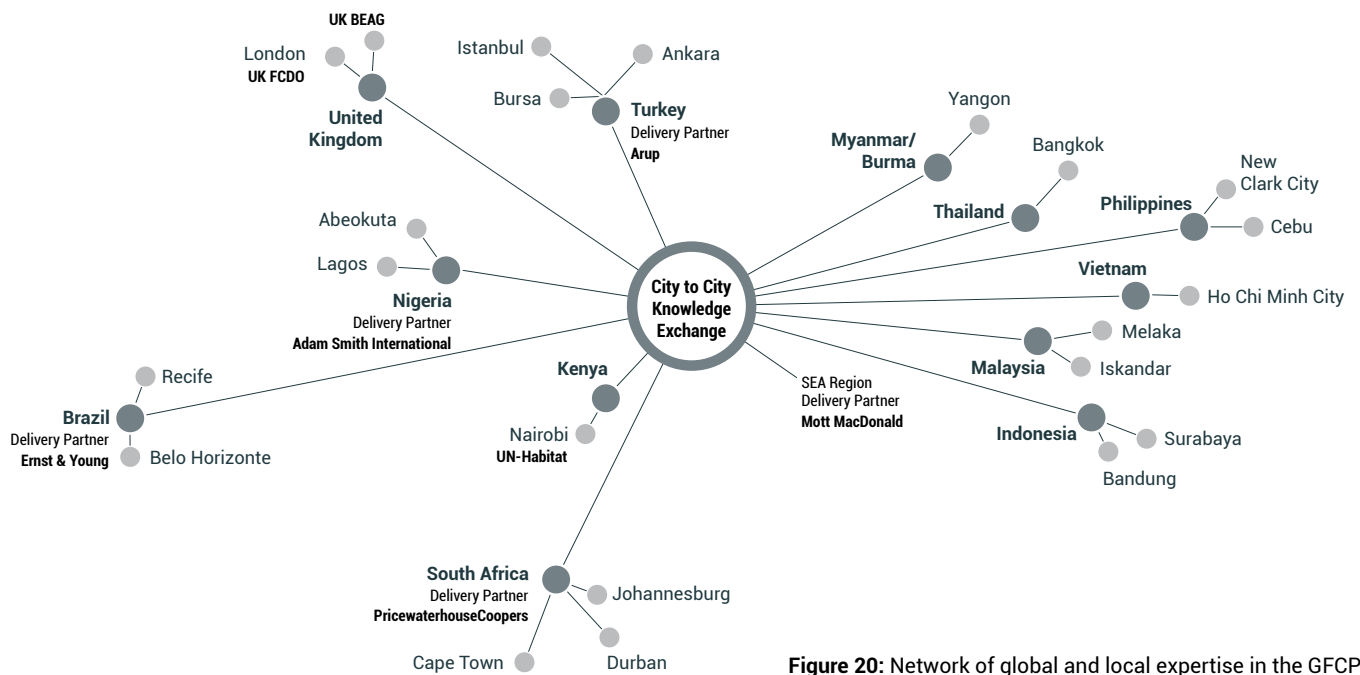 UK BEAG
London
UK FCDO
United
Kingdom
Istanbul
Ankara
Bursa
Turkey
Delivery Partner
Arup
Yangon
Myanmar/
Burma
Bangkok
Thailand
New
Clark City
Philippines
Cebu
Abeokuta
Lagos
Nigeria
Delivery Partner
Adam Smith International
City to City
Knowledge
Exchange
Vietnam
Ho Chi Minh City
Melaka
Malaysia
Iskandar
SEA Region
Delivery Partner
Mott MacDonald
Indonesia
Surabaya
Bandung
Recife
Brazil
Delivery Partner
Ernst & Young
Belo Horizonte
Kenya
Nairobi
UN-Habitat
South Africa
Delivery Partner
PricewaterhouseCoopers
Johannesburg
Cape Town
Durban
Figure 20: Network of global and local expertise in the GFCP